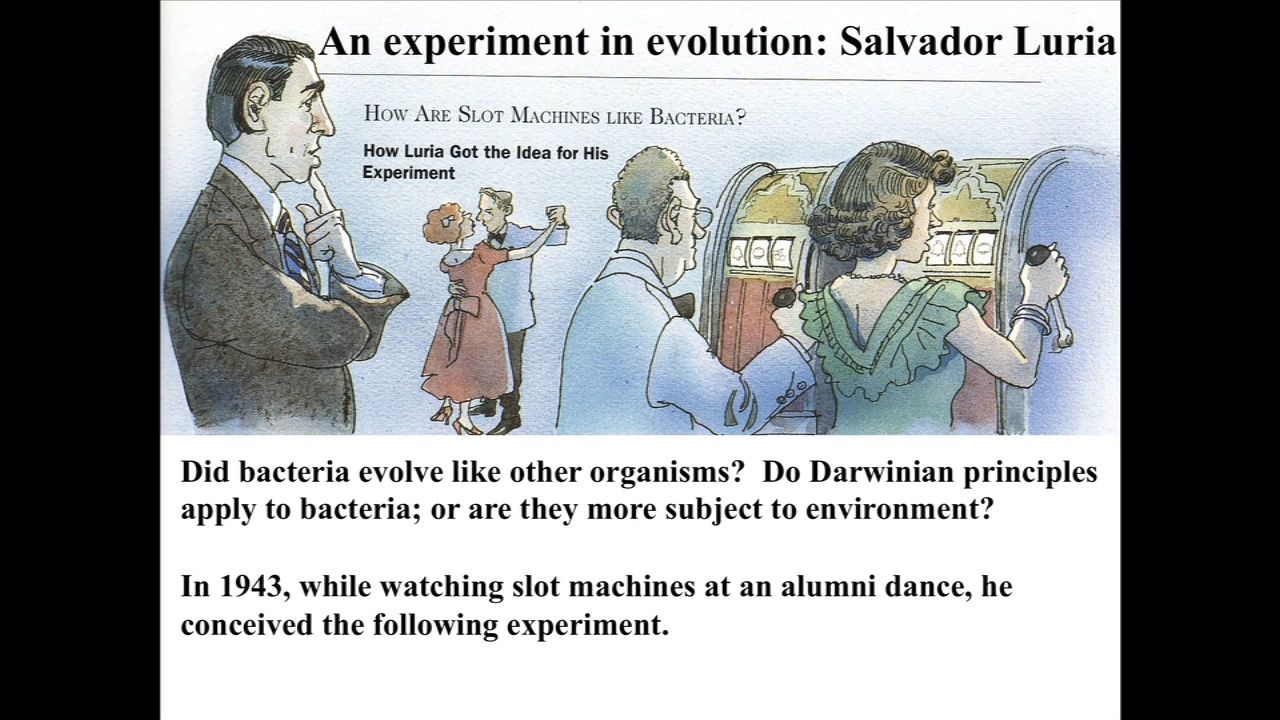 An experiment in evolution: Salvador Luria
How Are Slot Machines like Bacteria?
How Luria Got the Idea for His
Experiment
Did bacteria evolve like other organisms?  Do Darwinian principles
apply to bacteria; or are they more subject to environment?
In 1943, while watching slot machines at an alumni dance, he
conceived the following experiment.